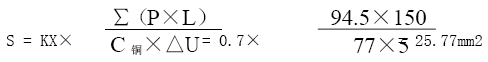 S = KX× ∑(P×L) / C铜×△U = 0.7× 94.5×150 / 77×5 = 25.77mm2